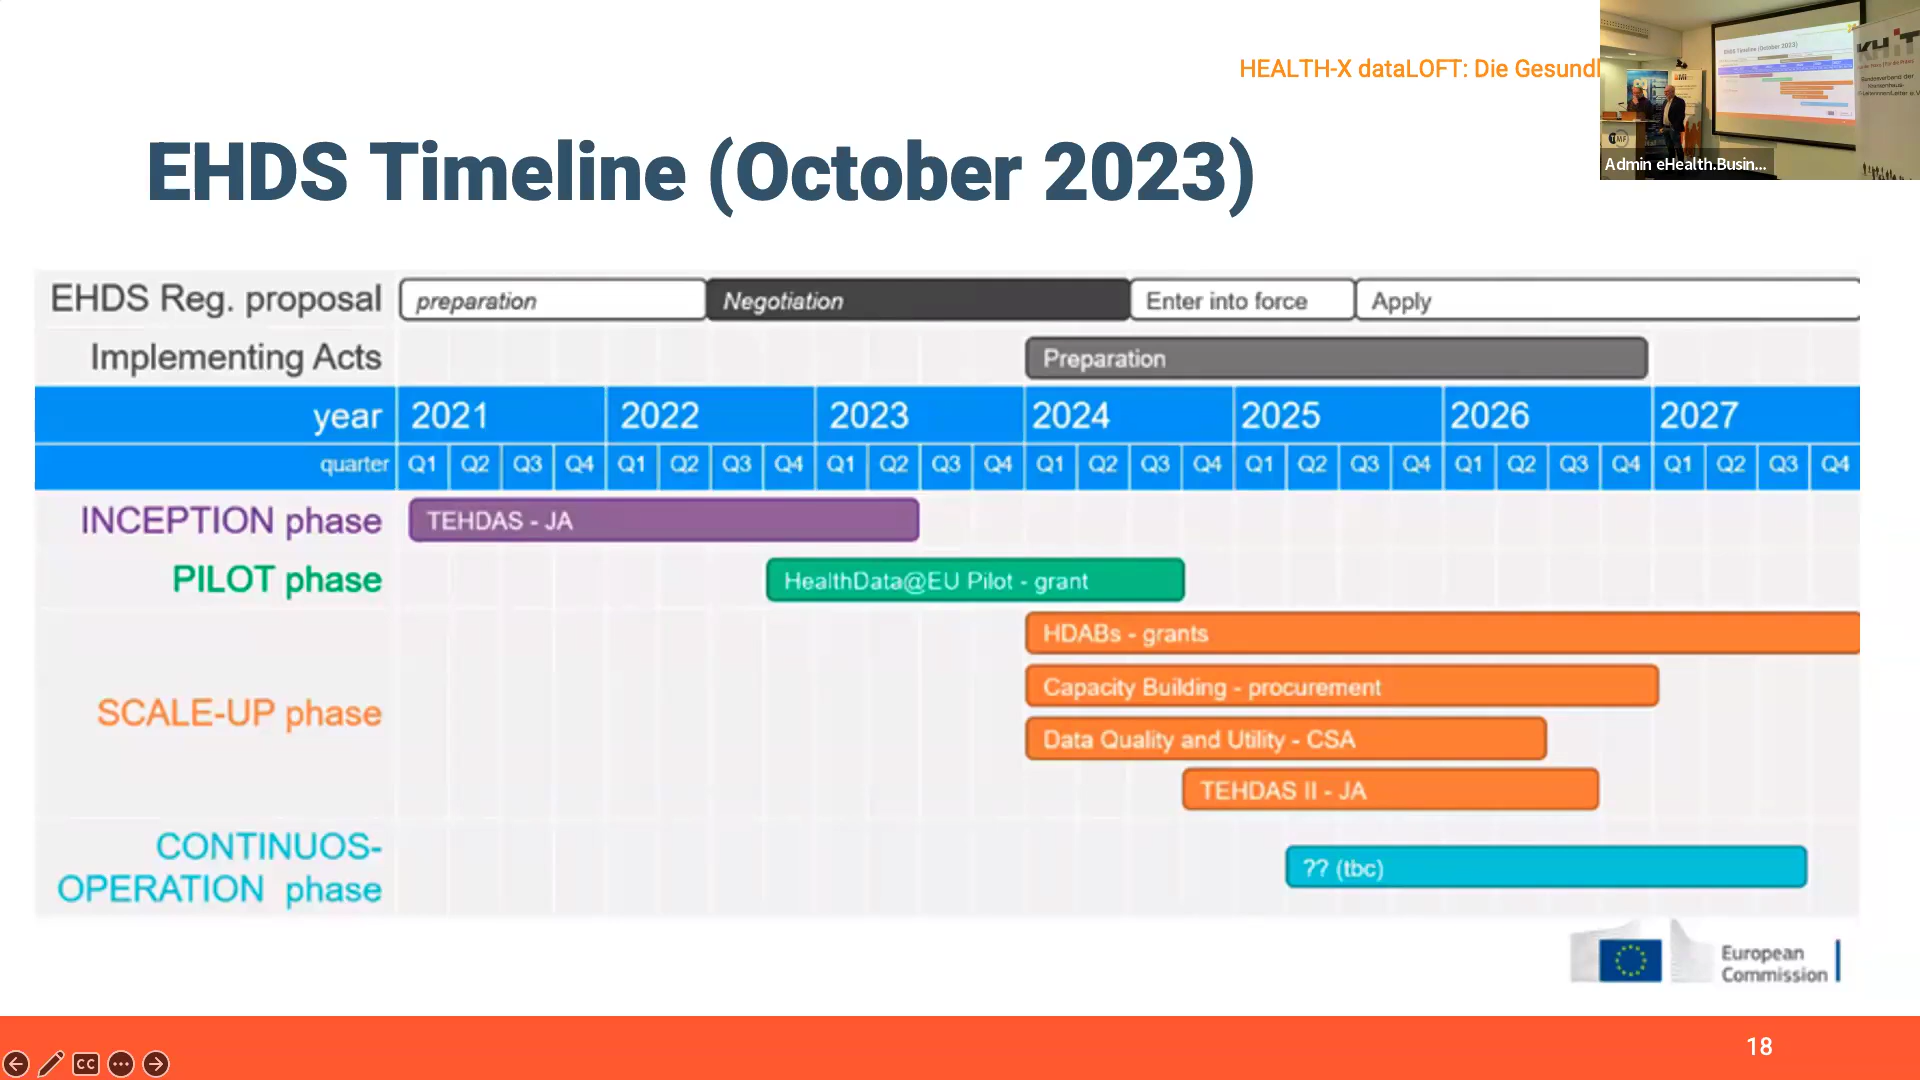 HEALTH-X dataLOFT: Die Gesund
EHDS Timeline (October 2023)
Admin eHealth.Busin...
EHDS Reg. proposal preparation Negotiation Enter into force Apply
Implementing Acts Preparation
year 2021 2022 2023 2024 2025 2026 2027
quarter Q1 Q2 Q3 Q4 Q1 Q2 Q3 Q4 Q1 Q2 Q3 Q4 Q1 Q2 Q3 Q4 Q1 Q2 Q3 Q4 Q1 Q2 Q3 Q4 Q1 Q2 Q3 Q4
INCEPTION phase TEHDAS - JA
PILOT phase HealthData@EU Pilot - grant
SCALE-UP phase
HDABs - grants
Capacity Building - procurement
Data Quality and Utility - CSA
TEHDAS II - JA
CONTINUOS-
OPERATION phase
?? (tbc)
European
Commission
18
CC